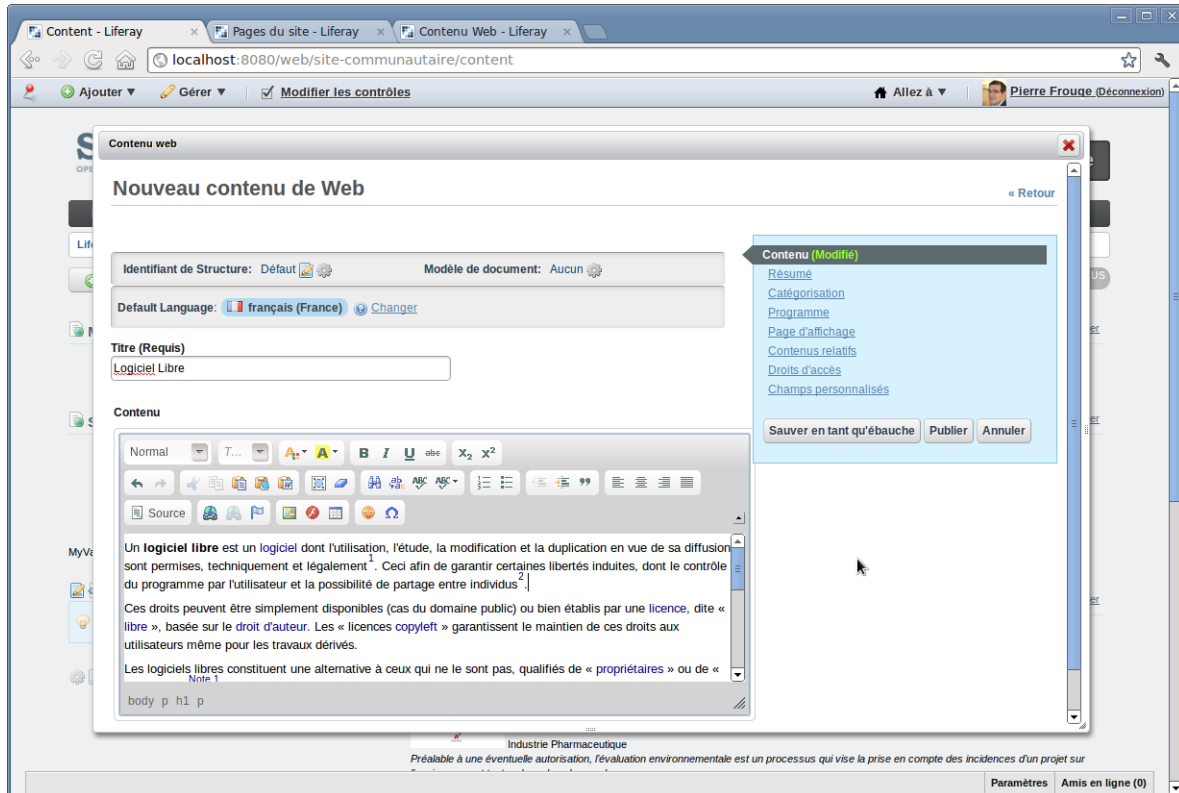 Content - Liferay
Pages du site - Liferay
Contenu Web - Liferay
localhost:8080/web/site-communautaire/content
Ajouter ▼ Gérer ▼ Modifier les contrôles Allez à ▼ Pierre Frouge (Déconnexion)
Contenu web
Nouveau contenu de Web
« Retour
Identifiant de Structure: Défaut Modèle de document: Aucun
Default Language: français (France) Changer
Titre (Requis)
Logiciel Libre
Contenu
Normal T...
B I U abc X₂ X²
ABC ABC
Source
Un logiciel libre est un logiciel dont l'utilisation, l'étude, la modification et la duplication en vue de sa diffusion
sont permises, techniquement et légalement1. Ceci afin de garantir certaines libertés induites, dont le contrôle
du programme par l'utilisateur et la possibilité de partage entre individus2.
Ces droits peuvent être simplement disponibles (cas du domaine public) ou bien établis par une licence, dite «
libre », basée sur le droit d'auteur. Les « licences copyleft » garantissent le maintien de ces droits aux
utilisateurs même pour les travaux dérivés.
Les logiciels libres constituent une alternative à ceux qui ne le sont pas, qualifiés de « propriétaires » ou de «
Note 1
body p h1 p
Contenu (Modifié)
Résumé
Catégorisation
Programme
Page d'affichage
Contenus relatifs
Droits d'accès
Champs personnalisés
Sauver en tant qu'ébauche Publier Annuler
Industrie Pharmaceutique
Préalable à une éventuelle autorisation, l'évaluation environnementale est un processus qui vise la prise en compte des incidences d'un projet sur
Paramètres Amis en ligne (0)